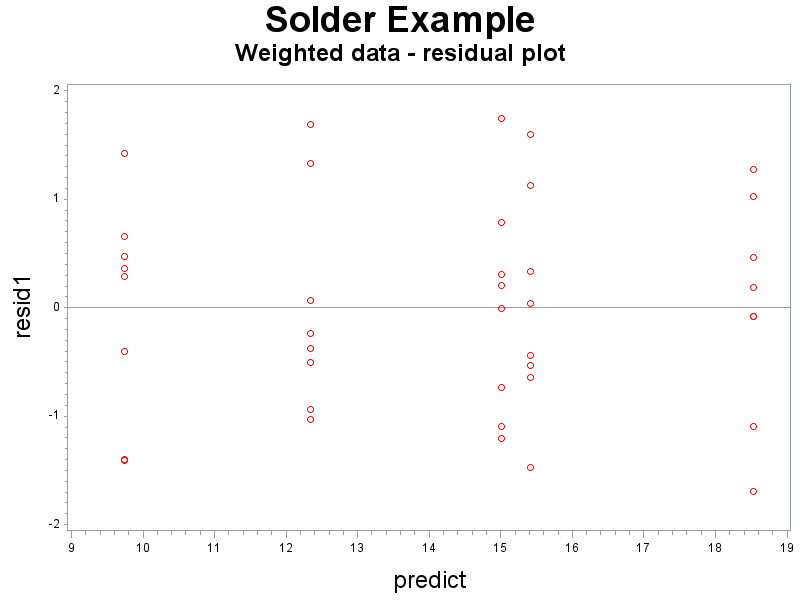 Solder Example
Weighted data - residual plot
2
1
0
-1
-2
resid1
9 10 11 12 13 14 15 16 17 18 19
predict